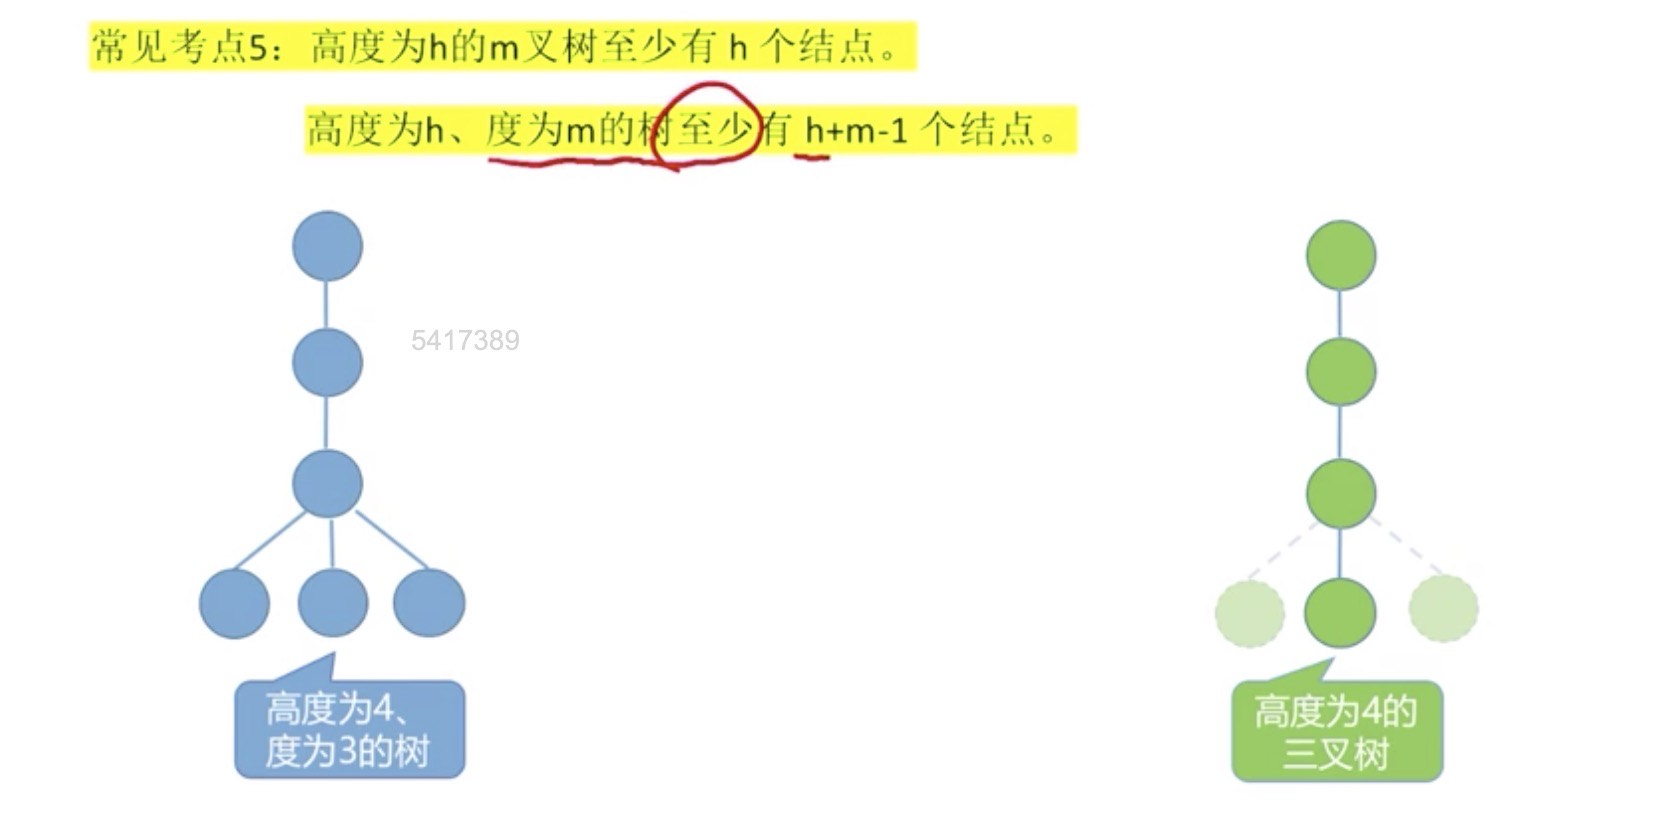 常见考点5： 高度为h的m叉树至少有 h 个结点。
高度为h、度为m的树至少有 h+m-1 个结点。
5417389
高度为4、
度为3的树
高度为4的
三叉树